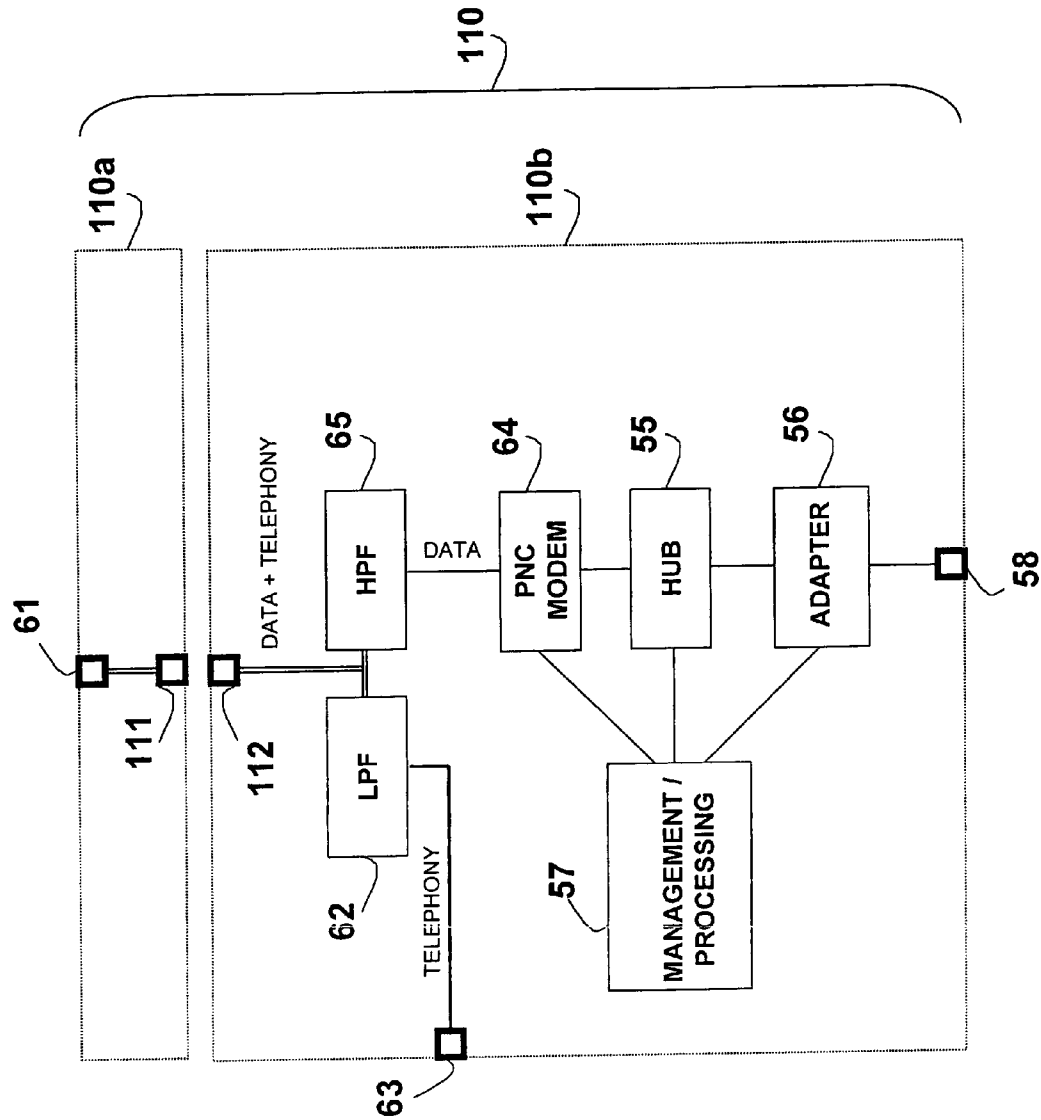 110
110a
110b
61
111
112
DATA + TELEPHONY
65
HPF
LPF
62
TELEPHONY
63
DATA
64
PNC
MODEM
55
HUB
56
ADAPTER
57
MANAGEMENT /
PROCESSING
58